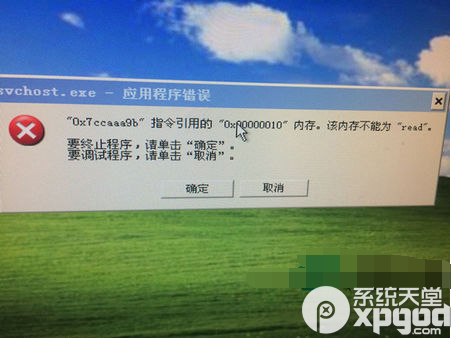 svchost.exe - 应用程序错误
"0x7ccaaa9b" 指令引用的 "0x00000010" 内存。该内存不能为 "read"。
要终止程序，请单击“确定”。
要调试程序，请单击“取消”。
确定
取消
系统天堂
xpgod.com